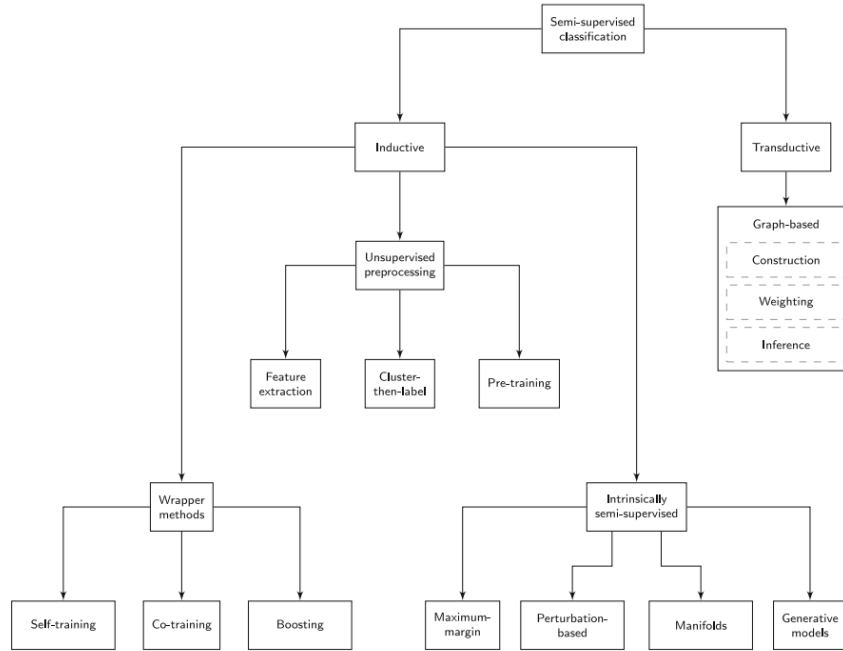 Semi-supervised
classification
Inductive
Transductive
Graph-based
Construction
Weighting
Inference
Unsupervised
preprocessing
Feature
extraction
Cluster-
then-label
Pre-training
Wrapper
methods
Intrinsically
semi-supervised
Self-training
Co-training
Boosting
Maximum-
margin
Perturbation-
based
Manifolds
Generative
models